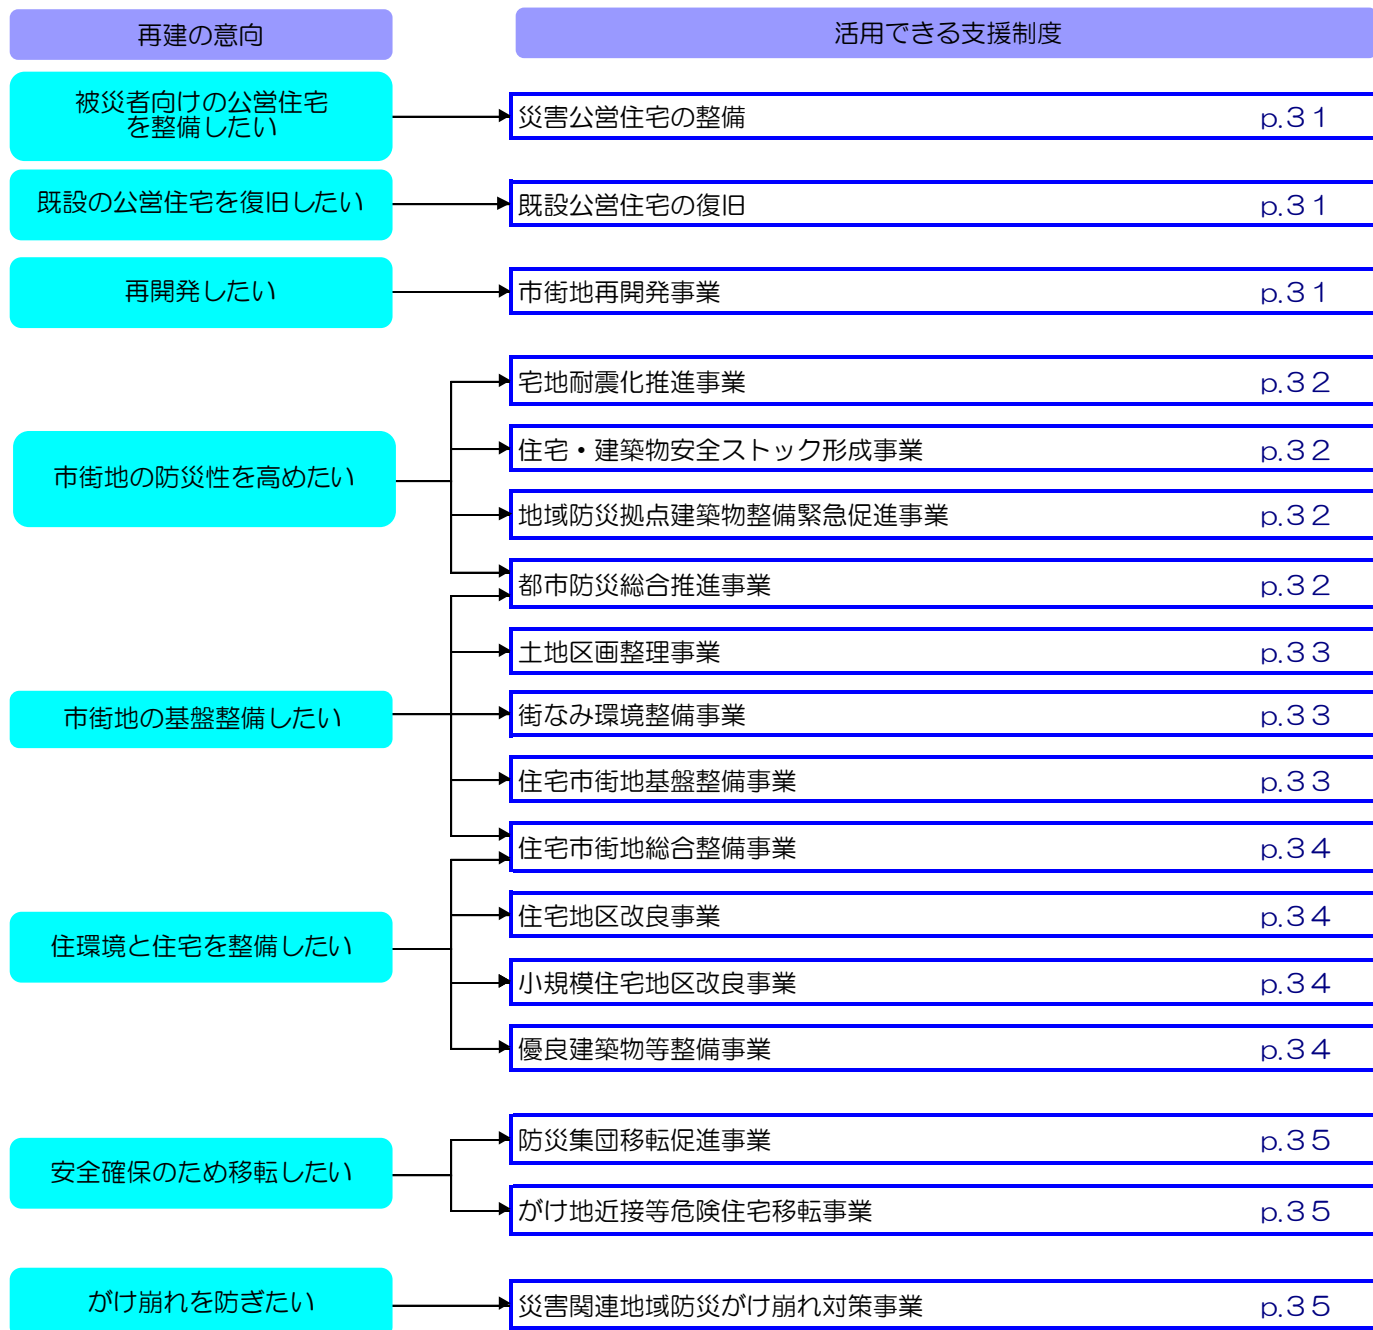 再建の意向
活用できる支援制度
被災者向けの公営住宅
を整備したい
災害公営住宅の整備 p.31
既設の公営住宅を復旧したい
既設公営住宅の復旧 p.31
再開発したい
市街地再開発事業 p.31
市街地の防災性を高めたい
宅地耐震化推進事業 p.32
住宅・建築物安全ストック形成事業 p.32
地域防災拠点建築物整備緊急促進事業 p.32
都市防災総合推進事業 p.32
市街地の基盤整備したい
土地区画整理事業 p.33
街なみ環境整備事業 p.33
住宅市街地基盤整備事業 p.33
住宅市街地総合整備事業 p.34
住環境と住宅を整備したい
住宅地区改良事業 p.34
小規模住宅地区改良事業 p.34
優良建築物等整備事業 p.34
安全確保のため移転したい
防災集団移転促進事業 p.35
がけ地近接等危険住宅移転事業 p.35
がけ崩れを防ぎたい
災害関連地域防災がけ崩れ対策事業 p.35